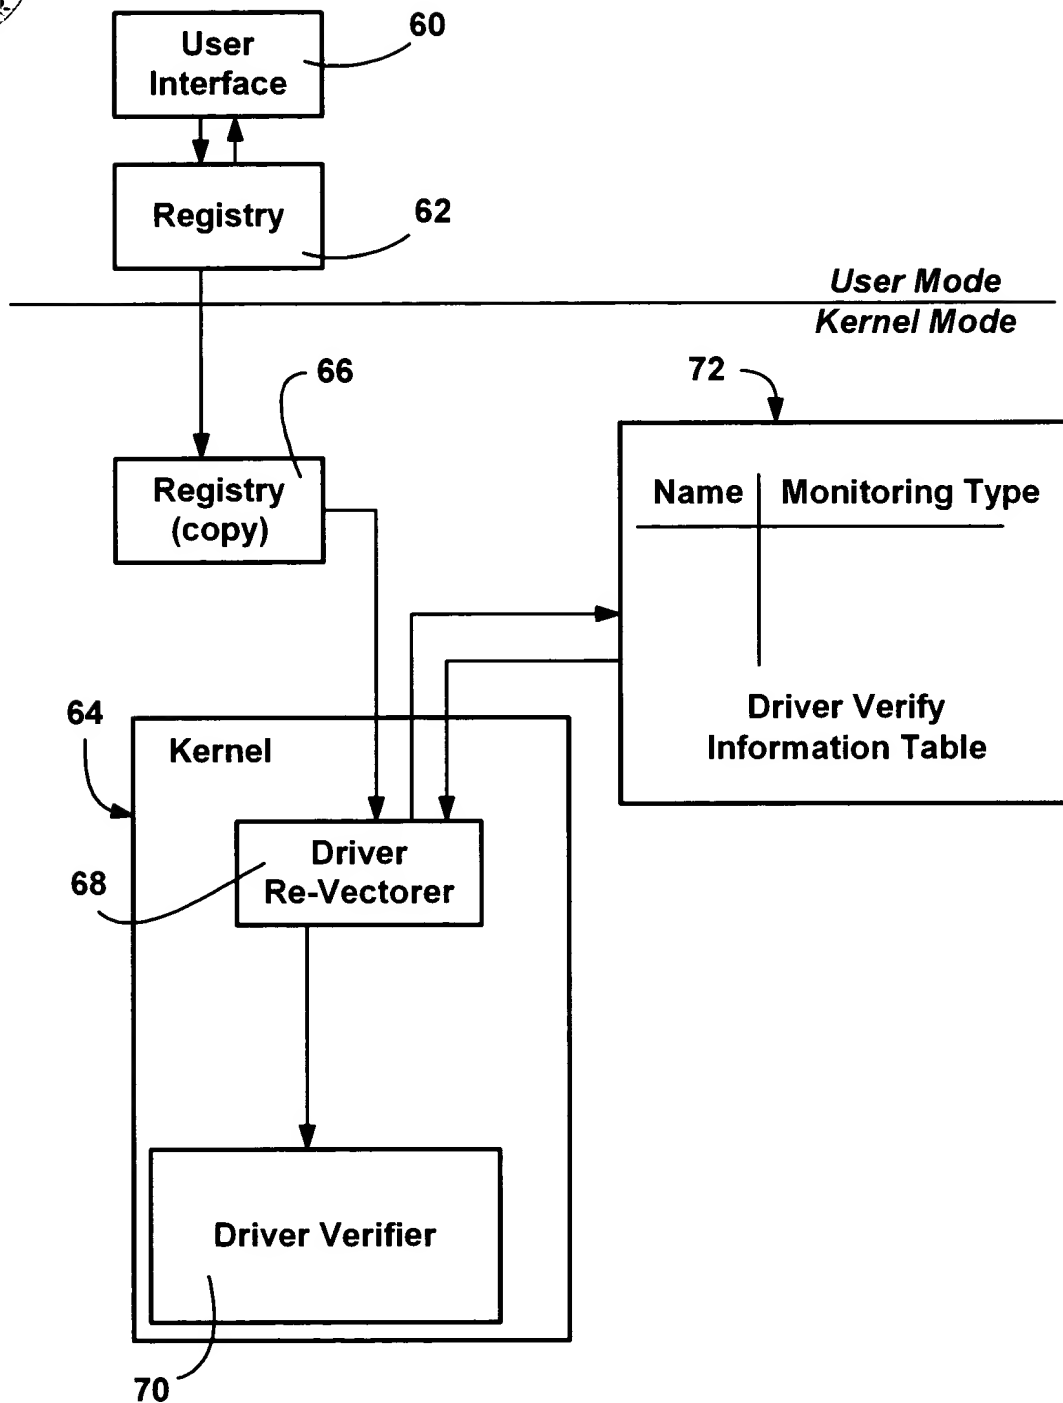 60
User
Interface
Registry
62
User Mode
Kernel Mode
66
72
Registry
(copy)
Name
Monitoring Type
Driver Verify
Information Table
64
Kernel
Driver
Re-Vectorer
68
Driver Verifier
70